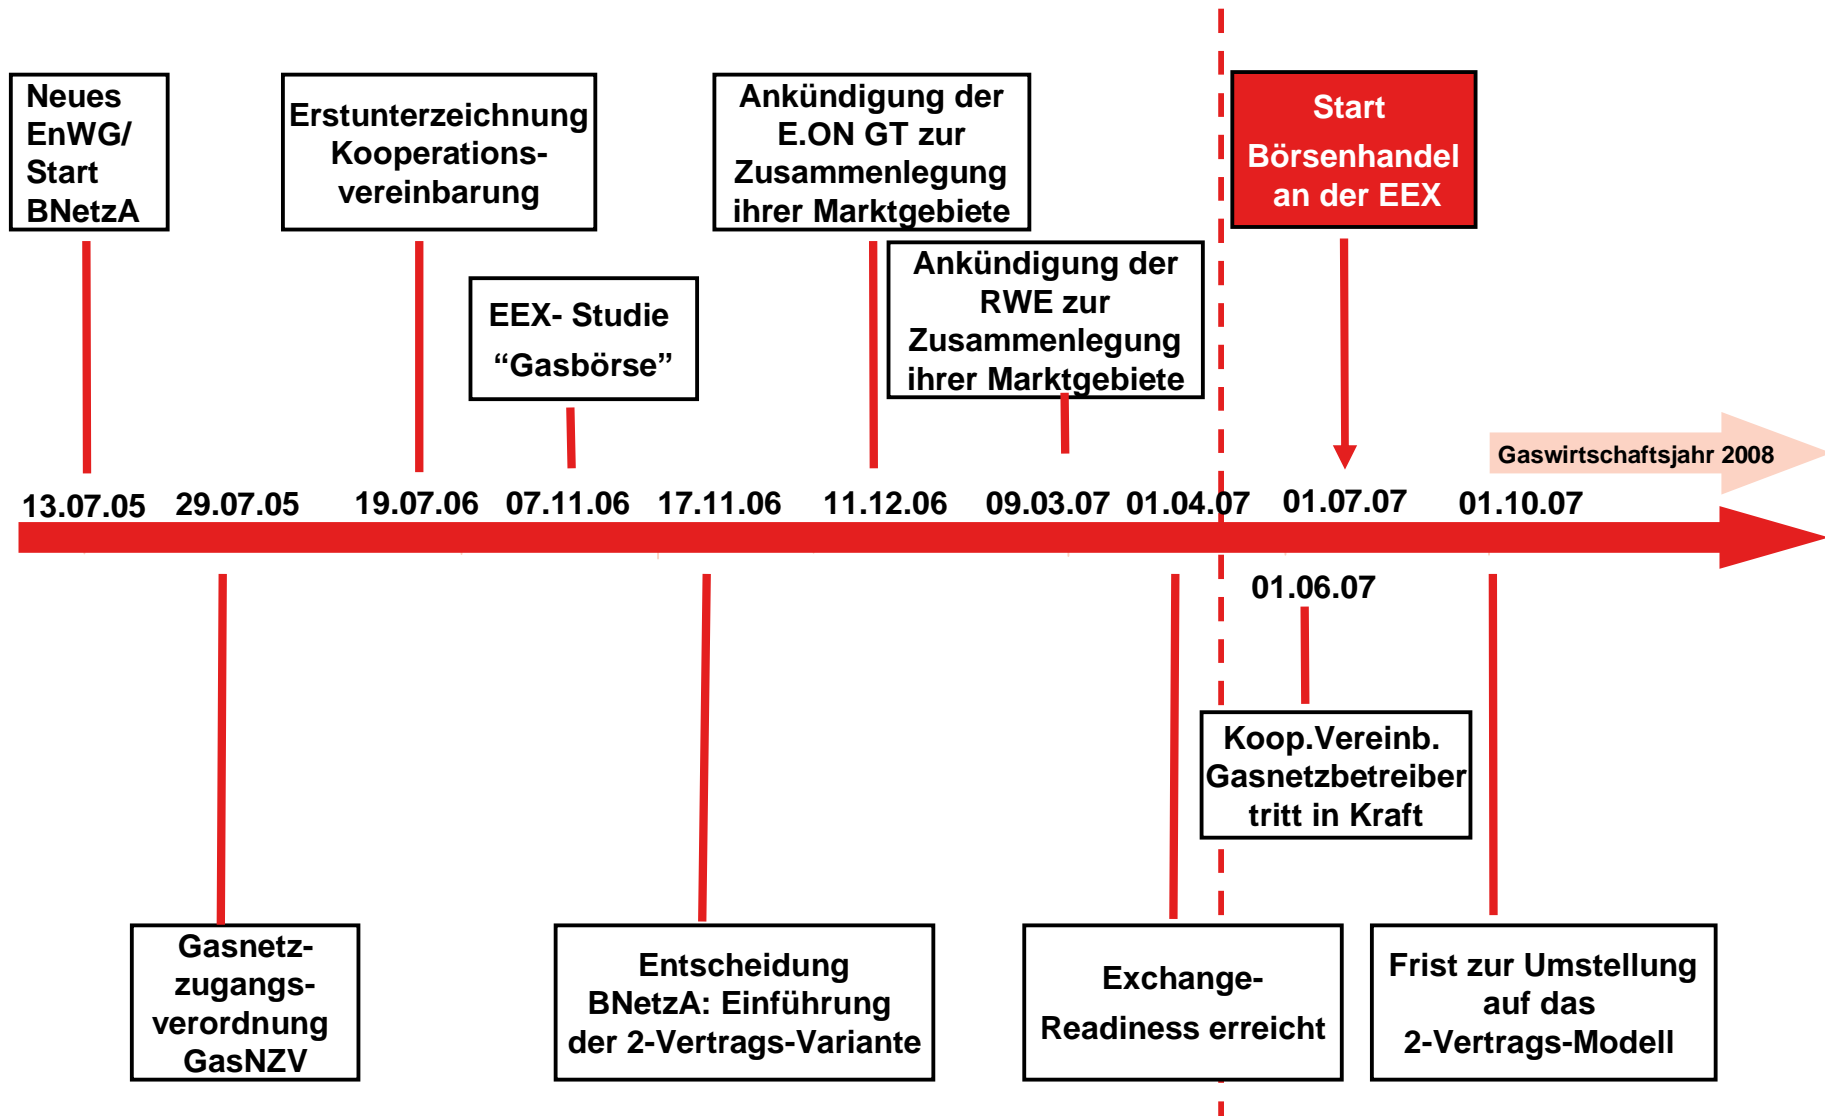 Neues
EnWG/
Start
BNetzA
Erstunterzeichnung
Kooperations-
vereinbarung
EEX- Studie
“Gasbörse”
Ankündigung der
E.ON GT zur
Zusammenlegung
ihrer Marktgebiete
Ankündigung der
RWE zur
Zusammenlegung
ihrer Marktgebiete
Start
Börsenhandel
an der EEX
Gaswirtschaftsjahr 2008
13.07.05 29.07.05 19.07.06 07.11.06 17.11.06 11.12.06 09.03.07 01.04.07 01.07.07 01.10.07
01.06.07
Koop.Vereinb.
Gasnetzbetreiber
tritt in Kraft
Gasnetz-
zugangs-
verordnung
GasNZV
Entscheidung
BNetzA: Einführung
der 2-Vertrags-Variante
Exchange-
Readiness erreicht
Frist zur Umstellung
auf das
2-Vertrags-Modell